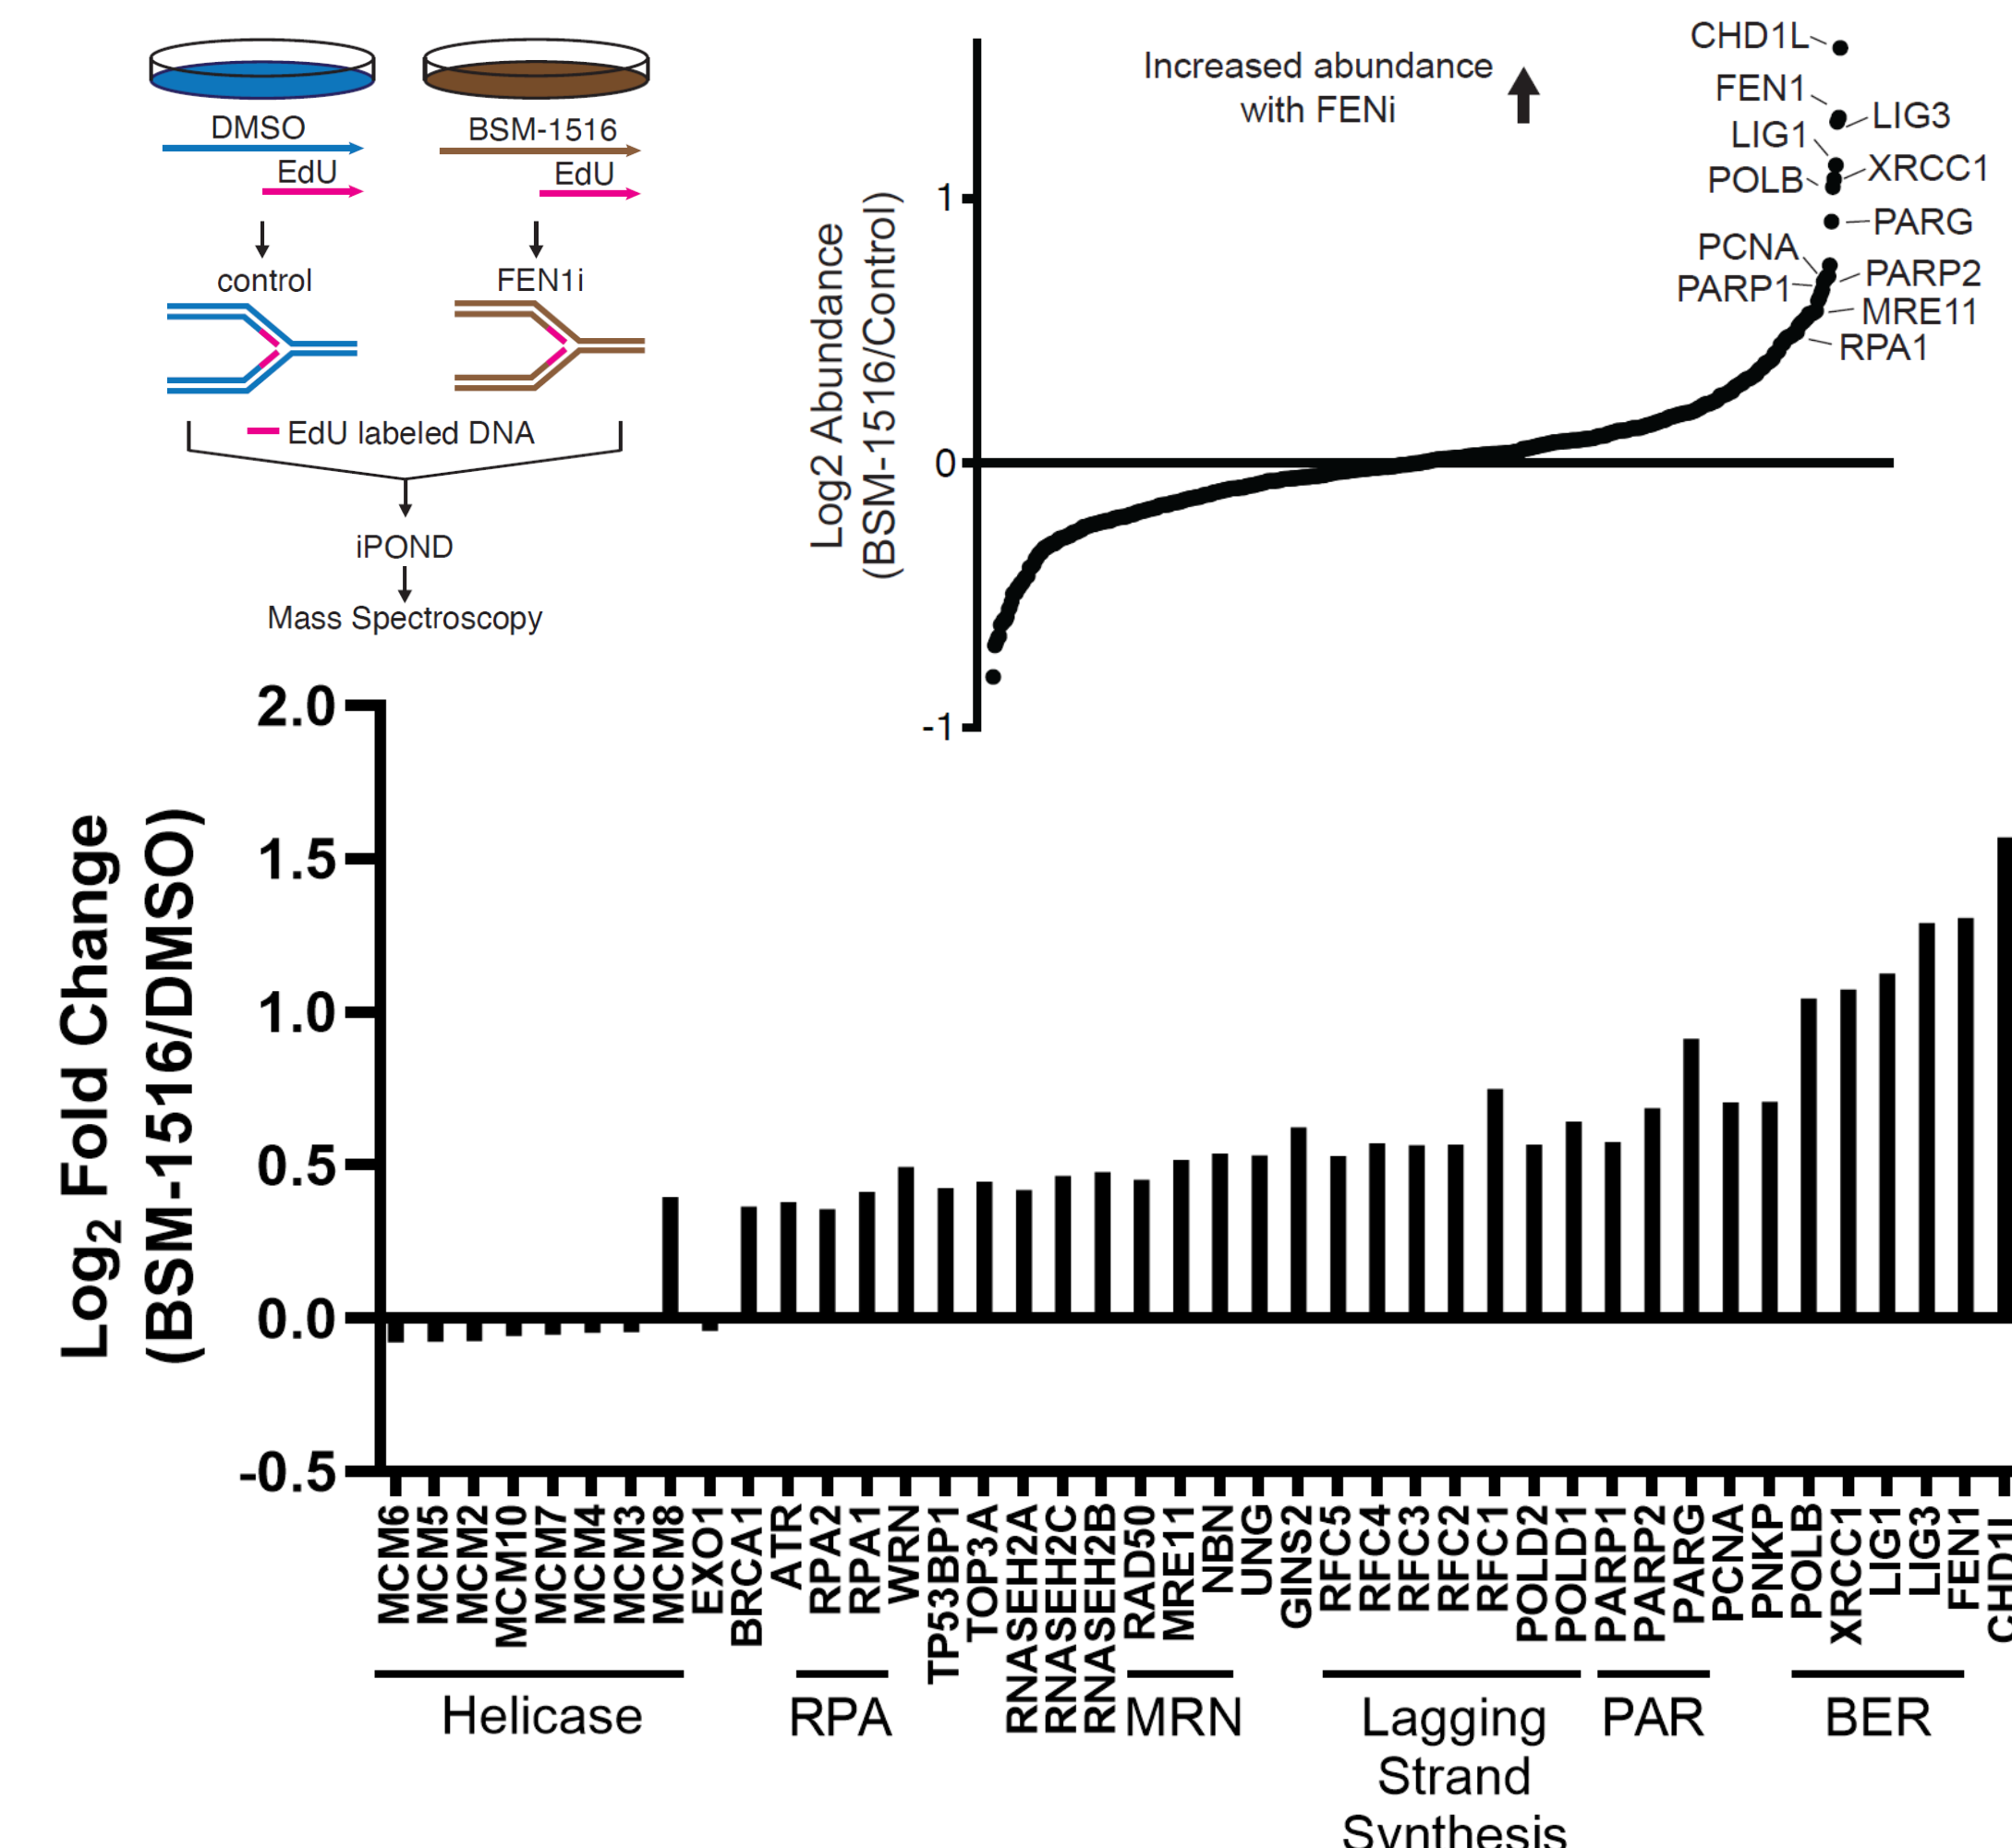 DMSO
EdU
control
BSM-1516
EdU
FEN1i
EdU labeled DNA
iPOND
Mass Spectroscopy
Log2 Abundance
(BSM-1516/Control)
1
0
-1
Increased abundance
with FENi
CHD1L
FEN1
LIG3
LIG1
XRCC1
POLB
PARG
PCNA
PARP2
PARP1
MRE11
RPA1
Log2 Fold Change
(BSM-1516/DMSO)
2.0
1.5
1.0
0.5
0.0
-0.5
MCM6
MCM5
MCM2
MCM10
MCM7
MCM4
MCM3
MCM8
EXO1
BRCA1
ATR
RPA2
RPA1
WRN
TP53BP1
TOP3A
RNASEH2A
RNASEH2C
RNASEH2B
RAD50
MRE11
NBN
UNG
GINS2
RFC5
RFC4
RFC3
RFC2
RFC1
POLD2
POLD1
PARP1
PARP2
PARG
PCNA
PNKP
POLB
XRCC1
LIG1
LIG3
FEN1
CHD1L
Helicase
RPA
MRN
Lagging
Strand
Synthesis
PAR
BER